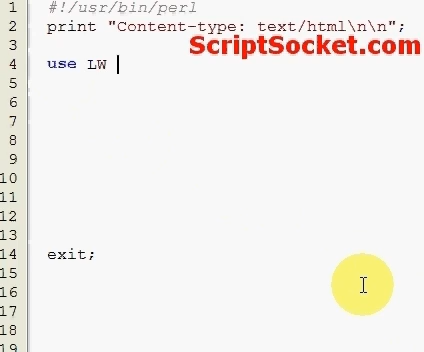 1 #!/usr/bin/perl
2 print "Content-type: text/html\n\n";
3 ScriptSocket.com
4 use LW
5
6
7
8
9
10
11
12
13
14 exit;
15
16
17
18
19